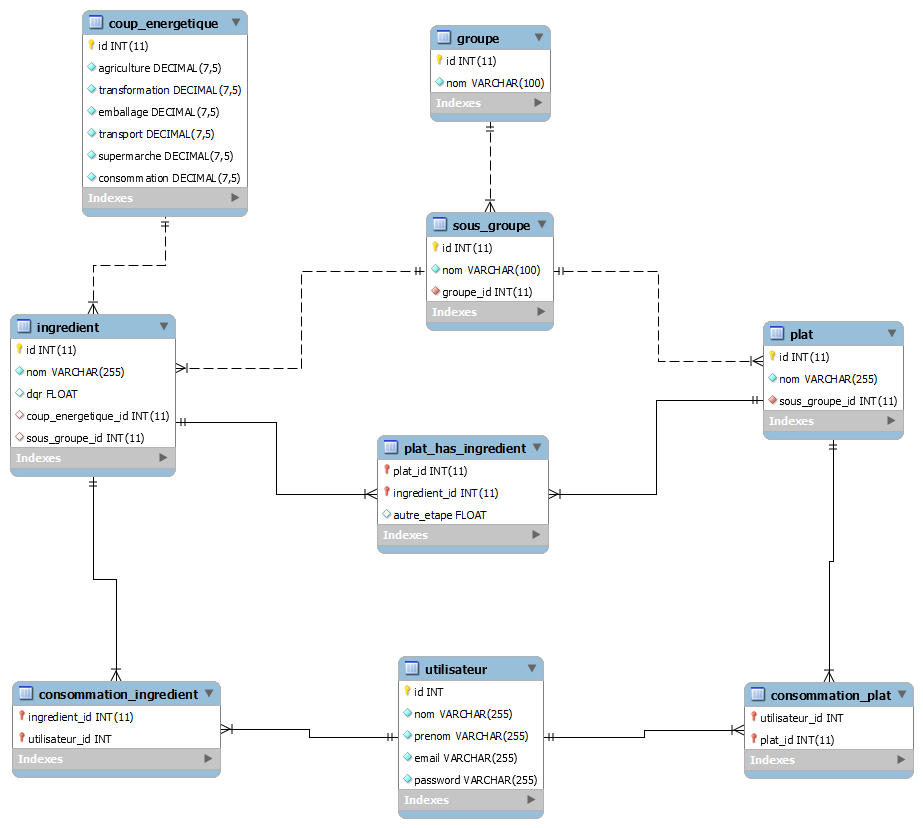 coup_energetique
id INT(11)
agriculture DECIMAL(7,5)
transformation DECIMAL(7,5)
emballage DECIMAL(7,5)
transport DECIMAL(7,5)
supermarche DECIMAL(7,5)
consommation DECIMAL(7,5)
Indexes
groupe
id INT(11)
nom VARCHAR(100)
Indexes
sous_groupe
id INT(11)
nom VARCHAR(100)
groupe_id INT(11)
Indexes
ingredient
id INT(11)
nom VARCHAR(255)
dqr FLOAT
coup_energetique_id INT(11)
sous_groupe_id INT(11)
Indexes
plat
id INT(11)
nom VARCHAR(255)
sous_groupe_id INT(11)
Indexes
plat_has_ingredient
plat_id INT(11)
ingredient_id INT(11)
autre_etape FLOAT
Indexes
consommation_ingredient
ingredient_id INT(11)
utilisateur_id INT
Indexes
utilisateur
id INT
nom VARCHAR(255)
prenom VARCHAR(255)
email VARCHAR(255)
password VARCHAR(255)
Indexes
consommation_plat
utilisateur_id INT
plat_id INT(11)
Indexes